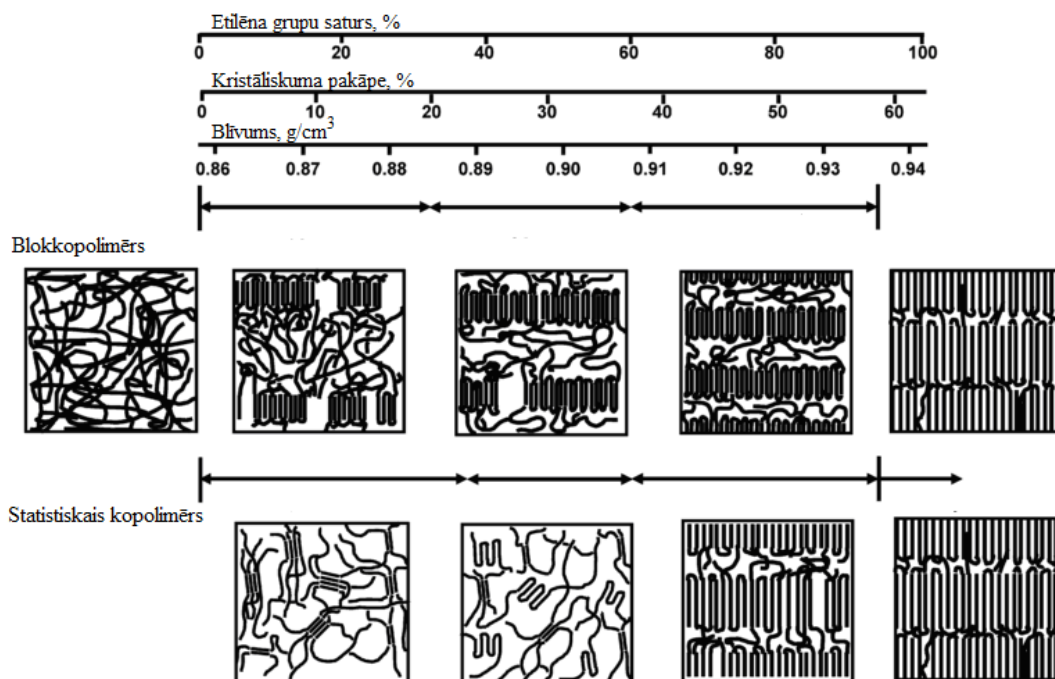 Etilēna grupu saturs, %
0 20 40 60 80 100
Kristāliskuma pakāpe, %
0 10 20 30 40 50 60
Blīvums, g/cm³
0.86 0.87 0.88 0.89 0.90 0.91 0.92 0.93 0.94
Blokkopolimērs
Statistiskais kopolimērs